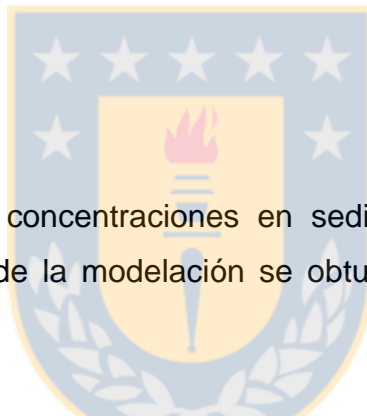 concentraciones en sedi
de la modelación se obtu